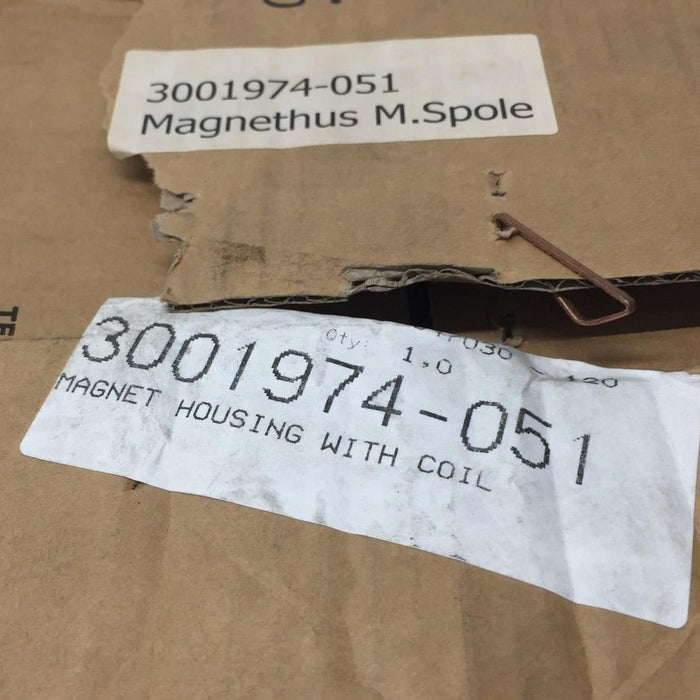 3001974-051
Magnethus M.Spole
Qty:
1,0
3001974-051
MAGNET HOUSING WITH COIL